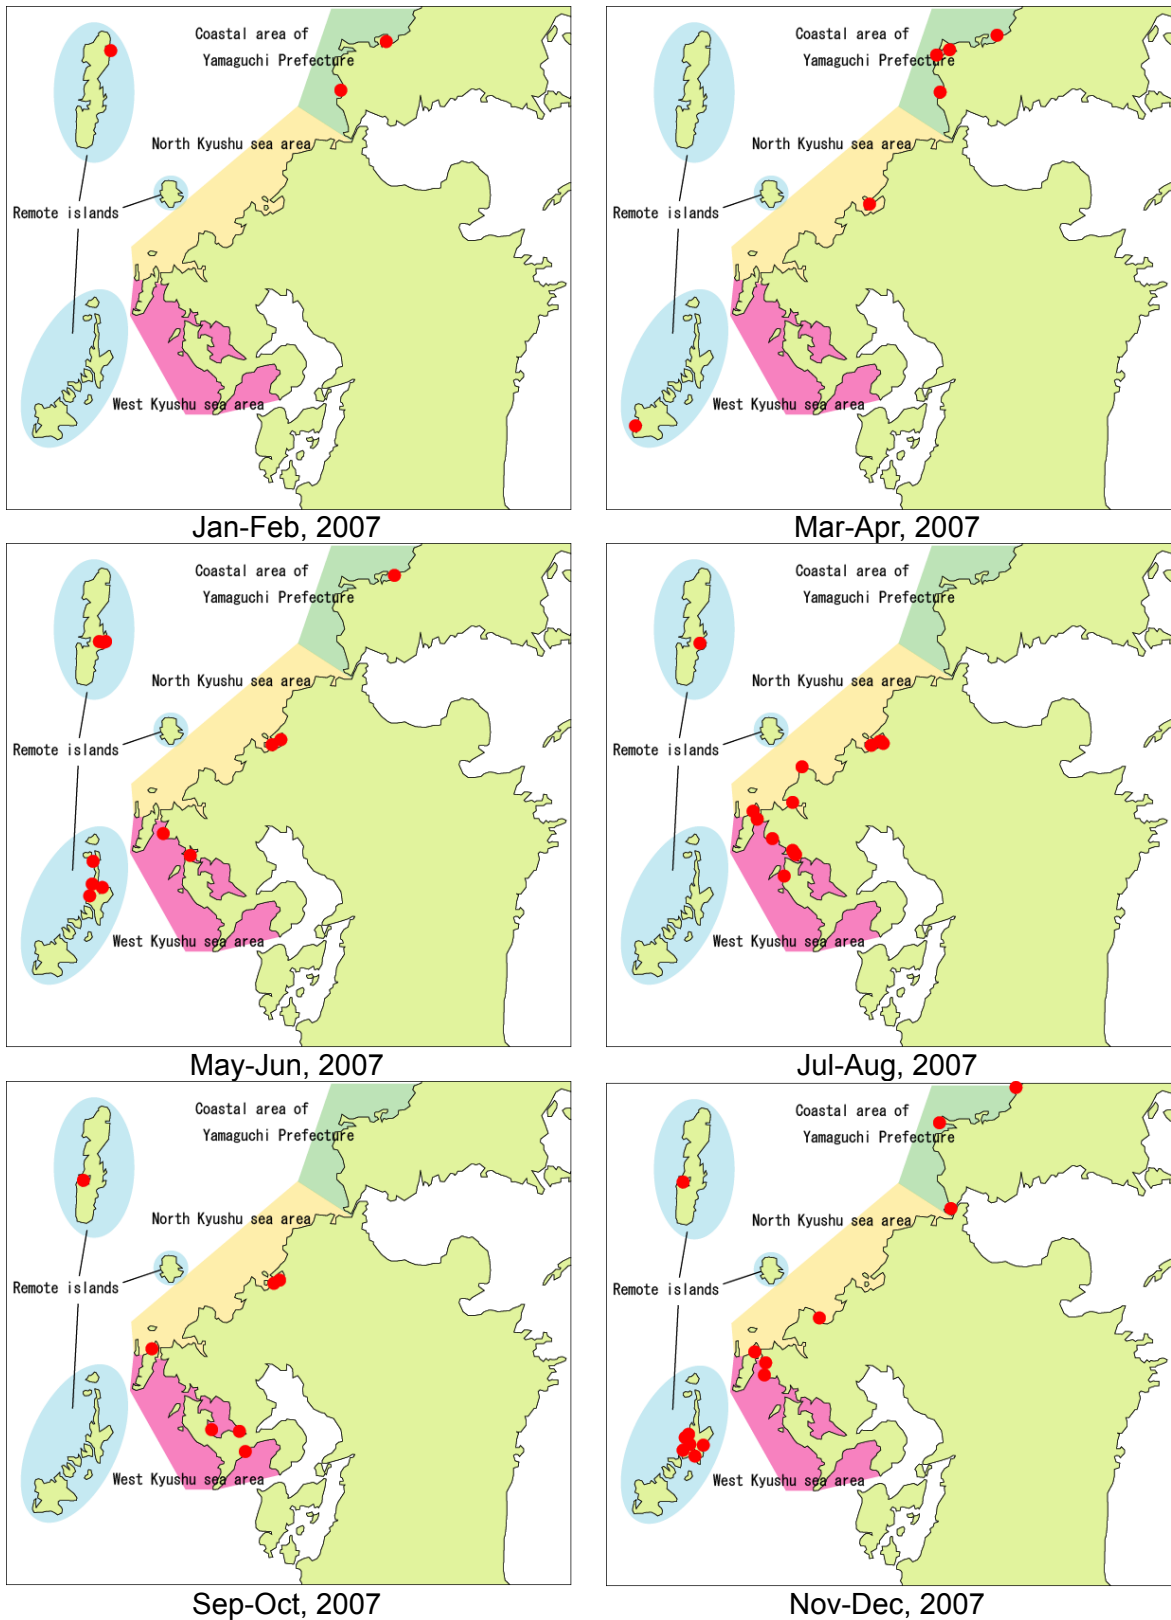 Coastal area of
Yamaguchi Prefecture
North Kyushu sea area
Remote islands
West Kyushu sea area
Jan-Feb, 2007
Coastal area of
Yamaguchi Prefecture
North Kyushu sea area
Remote islands
West Kyushu sea area
Mar-Apr, 2007
Coastal area of
Yamaguchi Prefecture
North Kyushu sea area
Remote islands
West Kyushu sea area
May-Jun, 2007
Coastal area of
Yamaguchi Prefecture
North Kyushu sea area
Remote islands
West Kyushu sea area
Jul-Aug, 2007
Coastal area of
Yamaguchi Prefecture
North Kyushu sea area
Remote islands
West Kyushu sea area
Sep-Oct, 2007
Coastal area of
Yamaguchi Prefecture
North Kyushu sea area
Remote islands
West Kyushu sea area
Nov-Dec, 2007